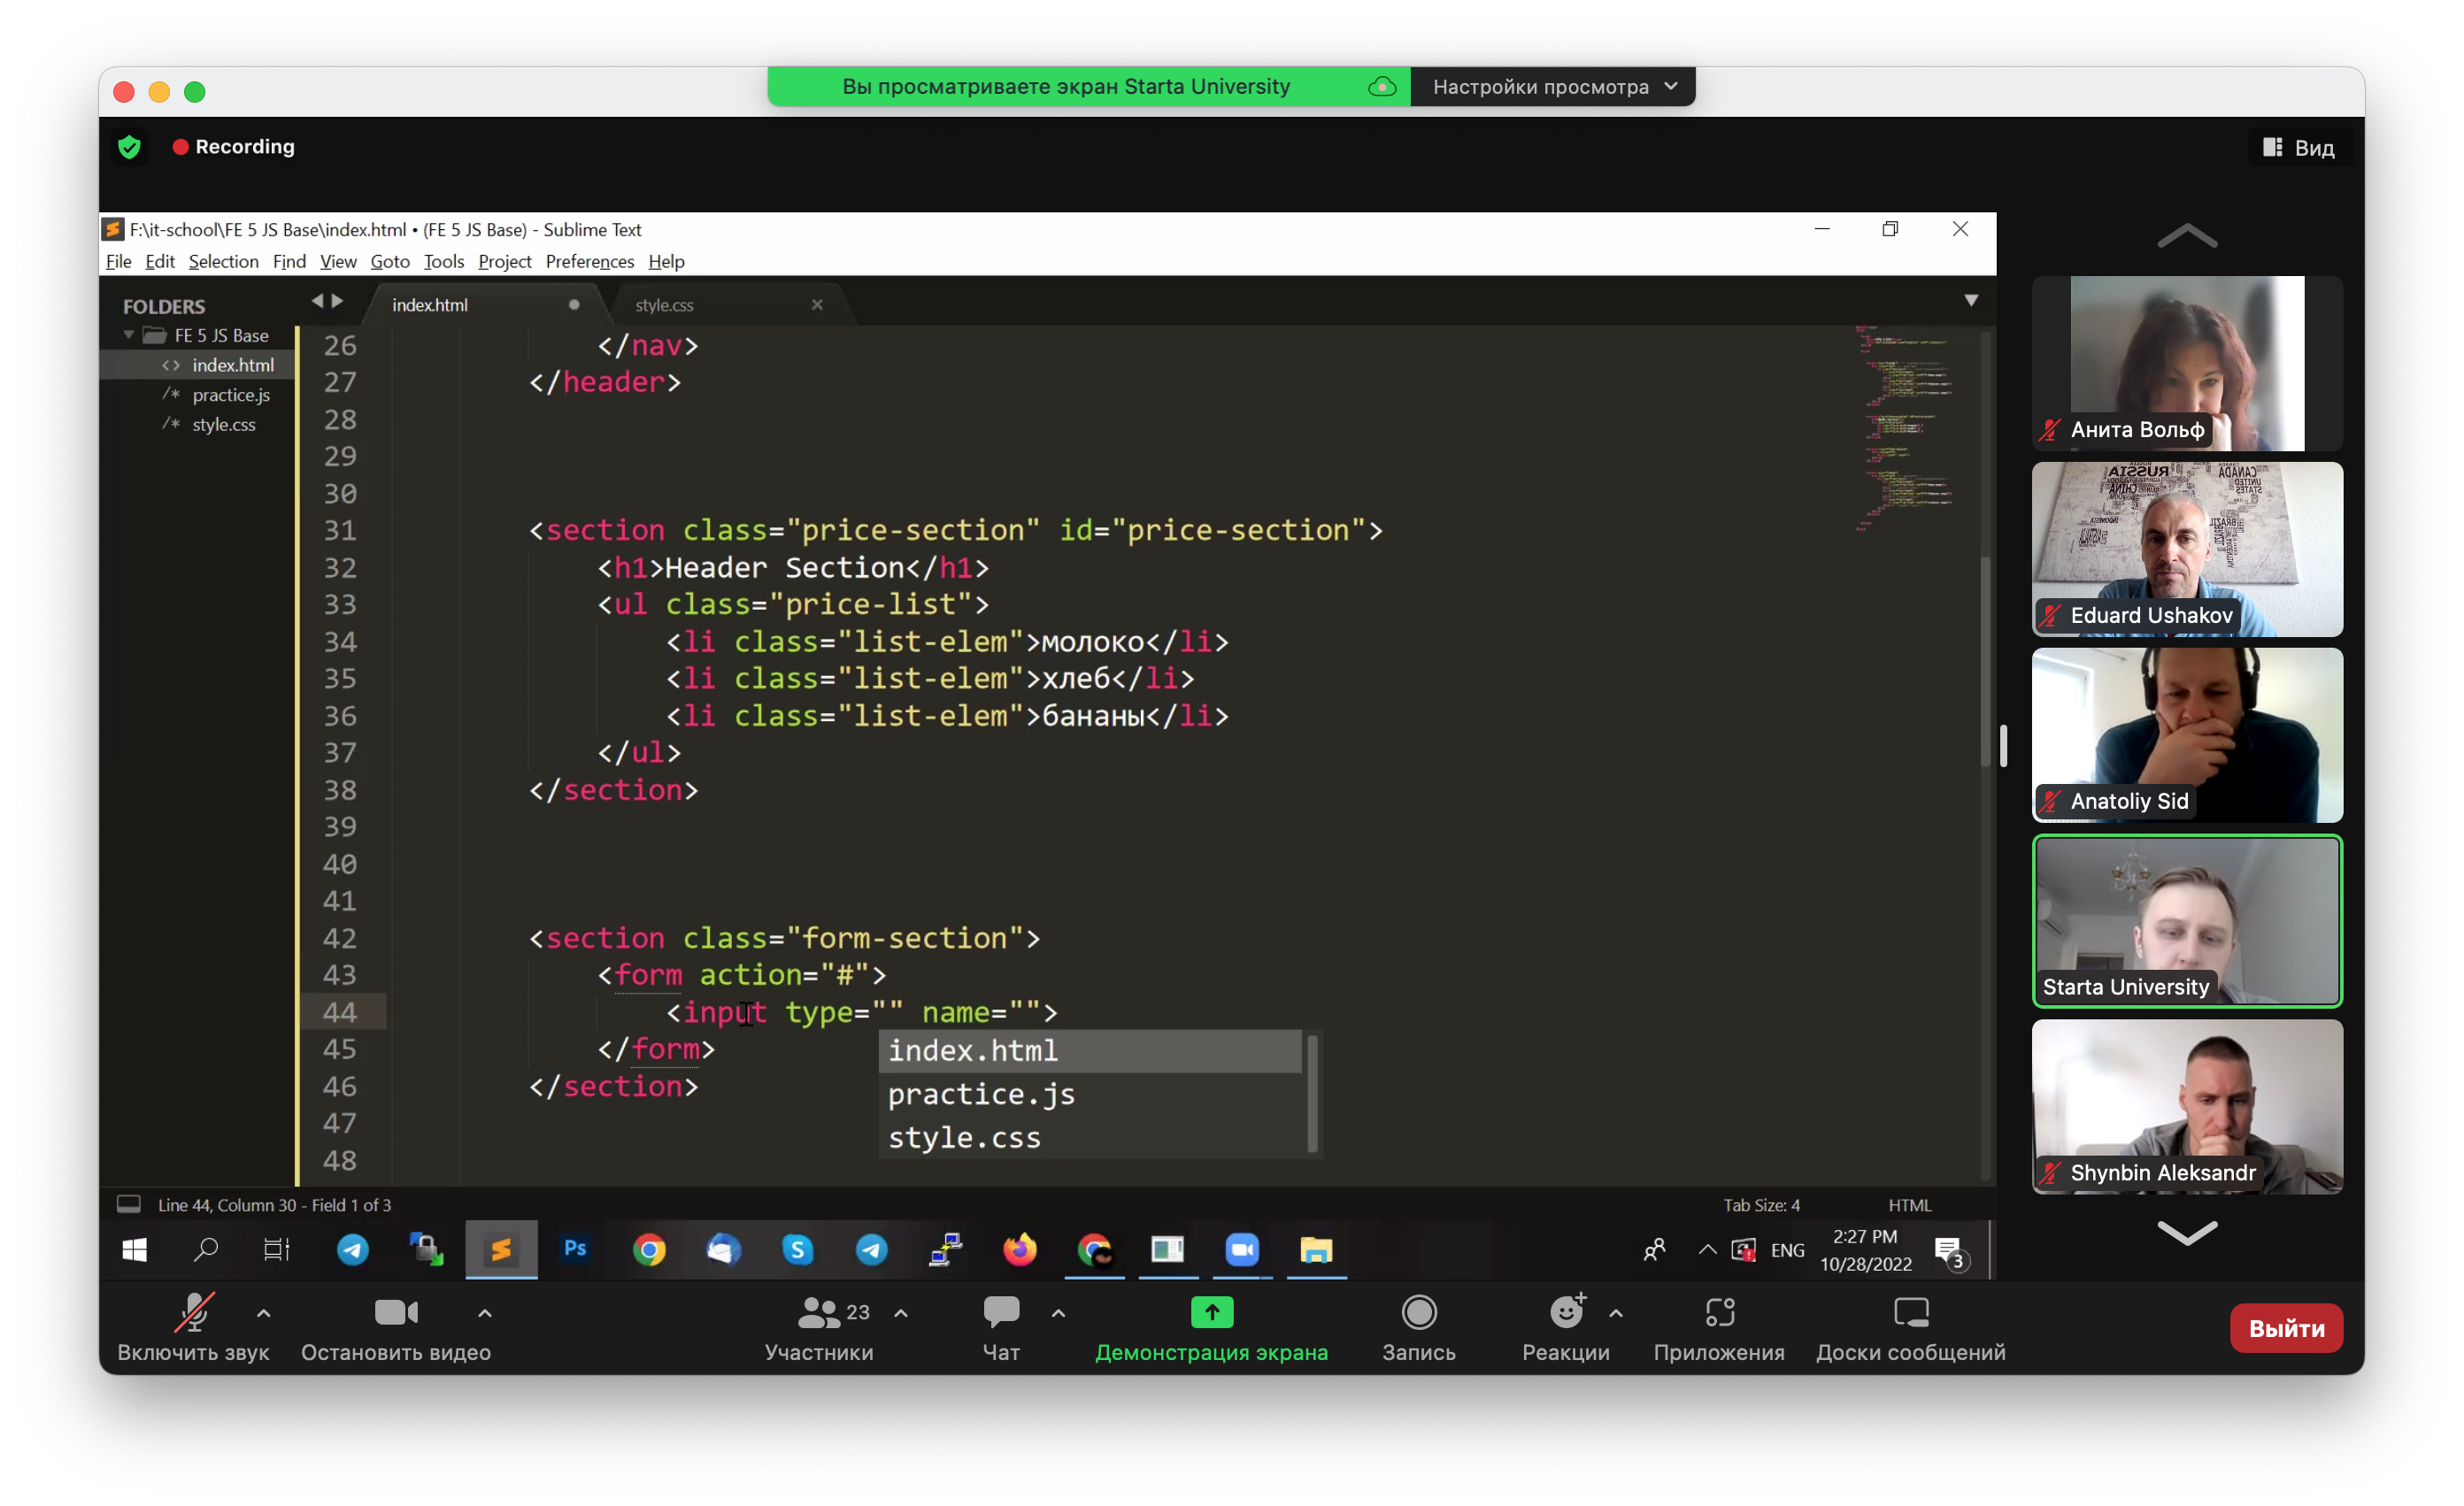 Вы просматриваете экран Starta University
Настройки просмотра
Recording
Вид
F:\it-school\FE 5 JS Base\index.html • (FE 5 JS Base) - Sublime Text
File Edit Selection Find View Goto Tools Project Preferences Help
FOLDERS
FE 5 JS Base
<> index.html
/* practice.js
/* style.css
index.html
style.css
26 </nav>
27 </header>
28
29
30
31 <section class="price-section" id="price-section">
32 <h1>Header Section</h1>
33 <ul class="price-list">
34 <li class="list-elem">молоко</li>
35 <li class="list-elem">хлеб</li>
36 <li class="list-elem">бананы</li>
37 </ul>
38 </section>
39
40
41
42 <section class="form-section">
43 <form action="#">
44 <input type="" name="">
45 </form>
46 </section>
47
48
index.html
practice.js
style.css
Line 44, Column 30 - Field 1 of 3
Tab Size: 4
HTML
Ps
ENG
2:27 PM
10/28/2022
3
Анита Вольф
RUSSIA
CANADA
UNITED STATES
CHINA
Eduard Ushakov
Anatoliy Sid
Starta University
Shynbin Aleksandr
Включить звук
Остановить видео
23
Участники
Чат
Демонстрация экрана
Запись
Реакции
Приложения
Доски сообщений
Выйти